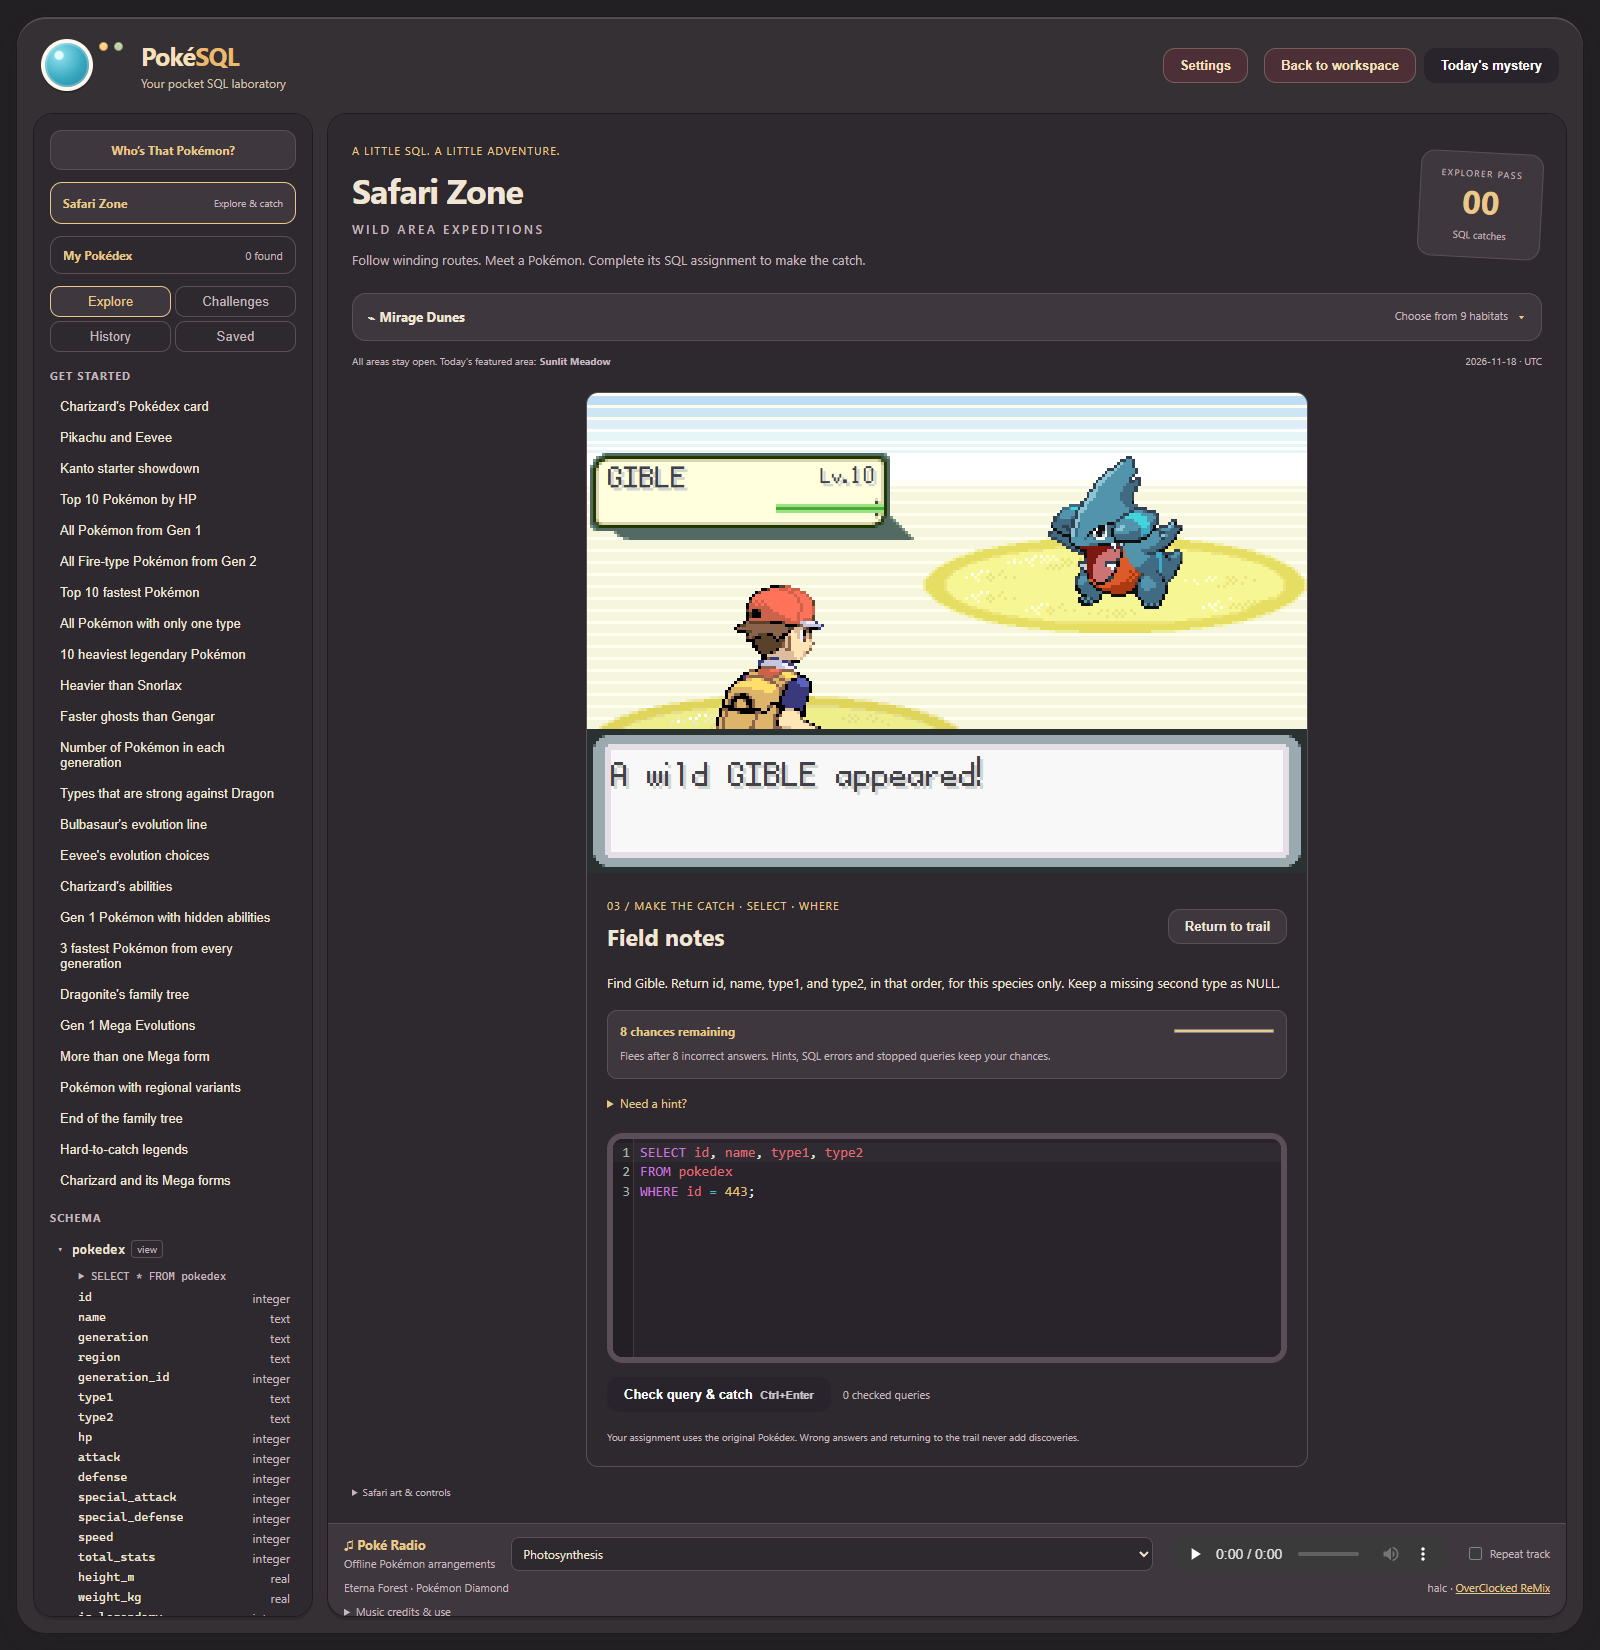 PokéSQL
Your pocket SQL laboratory
Settings
Back to workspace
Today's mystery
Who's That Pokémon?
Safari Zone
Explore & catch
My Pokédex
0 found
Explore
Challenges
History
Saved
GET STARTED
Charizard's Pokédex card
Pikachu and Eevee
Kanto starter showdown
Top 10 Pokémon by HP
All Pokémon from Gen 1
All Fire-type Pokémon from Gen 2
Top 10 fastest Pokémon
All Pokémon with only one type
10 heaviest legendary Pokémon
Heavier than Snorlax
Faster ghosts than Gengar
Number of Pokémon in each
generation
Types that are strong against Dragon
Bulbasaur's evolution line
Eevee's evolution choices
Charizard's abilities
Gen 1 Pokémon with hidden abilities
3 fastest Pokémon from every
generation
Dragonite's family tree
Gen 1 Mega Evolutions
More than one Mega form
Pokémon with regional variants
End of the family tree
Hard-to-catch legends
Charizard and its Mega forms
SCHEMA
pokedex view
SELECT * FROM pokedex
id integer
name text
generation text
region text
generation_id integer
type1 text
type2 text
hp integer
attack integer
defense integer
special_attack integer
special_defense integer
speed integer
total_stats integer
height_m real
weight_kg real
A LITTLE SQL. A LITTLE ADVENTURE.
Safari Zone
WILD AREA EXPEDITIONS
Follow winding routes. Meet a Pokémon. Complete its SQL assignment to make the catch.
EXPLORER PASS
00
SQL catches
Mirage Dunes
Choose from 9 habitats
All areas stay open. Today's featured area: Sunlit Meadow
2026-11-18 · UTC
GIBLE Lv.10
A wild GIBLE appeared!
03 / MAKE THE CATCH · SELECT · WHERE
Field notes
Return to trail
Find Gible. Return id, name, type1, and type2, in that order, for this species only. Keep a missing second type as NULL.
8 chances remaining
Flees after 8 incorrect answers. Hints, SQL errors and stopped queries keep your chances.
Need a hint?
1 SELECT id, name, type1, type2
2 FROM pokedex
3 WHERE id = 443;
Check query & catch Ctrl+Enter
0 checked queries
Your assignment uses the original Pokédex. Wrong answers and returning to the trail never add discoveries.
Safari art & controls
♫ Poké Radio
Offline Pokémon arrangements
Photosynthesis
0:00 / 0:00
Repeat track
Eterna Forest · Pokémon Diamond
halc · OverClocked ReMix
Music credits & use